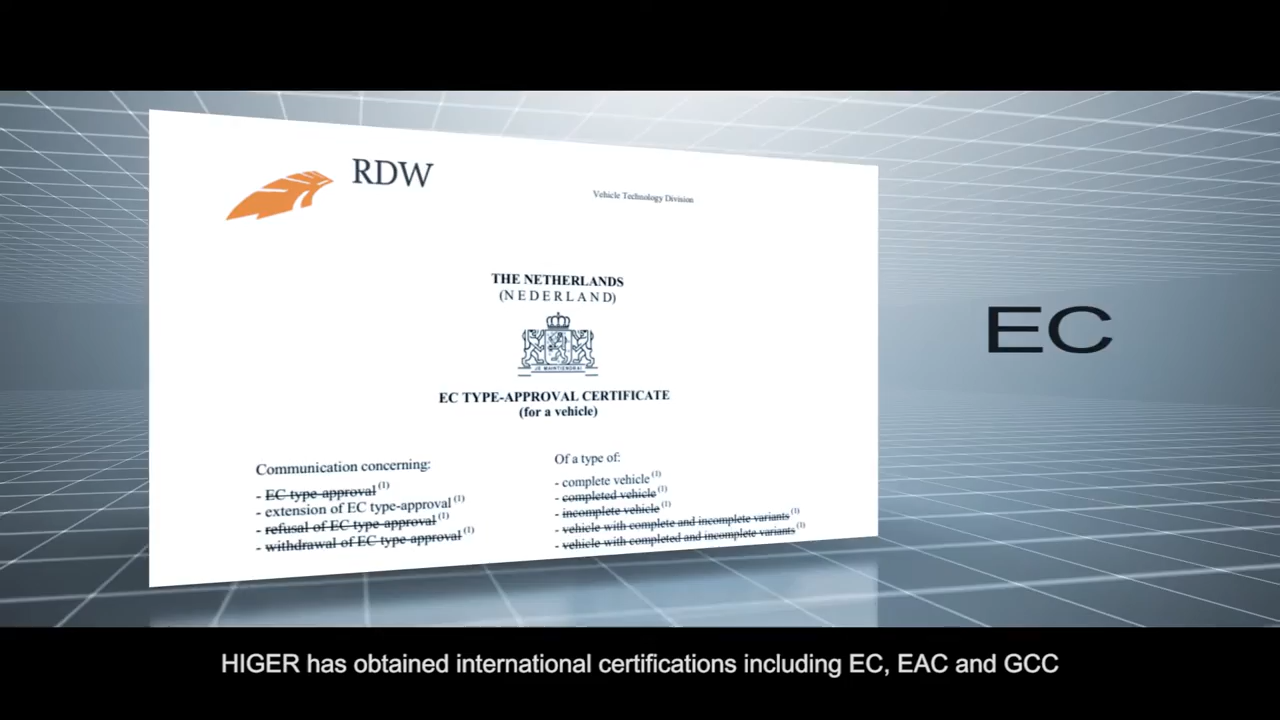 RDW
Vehicle Technology Division
THE NETHERLANDS
(NEDERLAND)
JE MAINTIENDRAI
EC TYPE-APPROVAL CERTIFICATE
(for a vehicle)
Communication concerning:
- EC type-approval (1)
- extension of EC type-approval (1)
- refusal of EC type-approval (1)
- withdrawal of EC type-approval (1)
Of a type of:
- complete vehicle (1)
- completed vehicle (1)
- incomplete vehicle (1)
- vehicle with complete and incomplete variants (1)
- vehicle with completed and incomplete variants (1)
EC
HIGER has obtained international certifications including EC, EAC and GCC